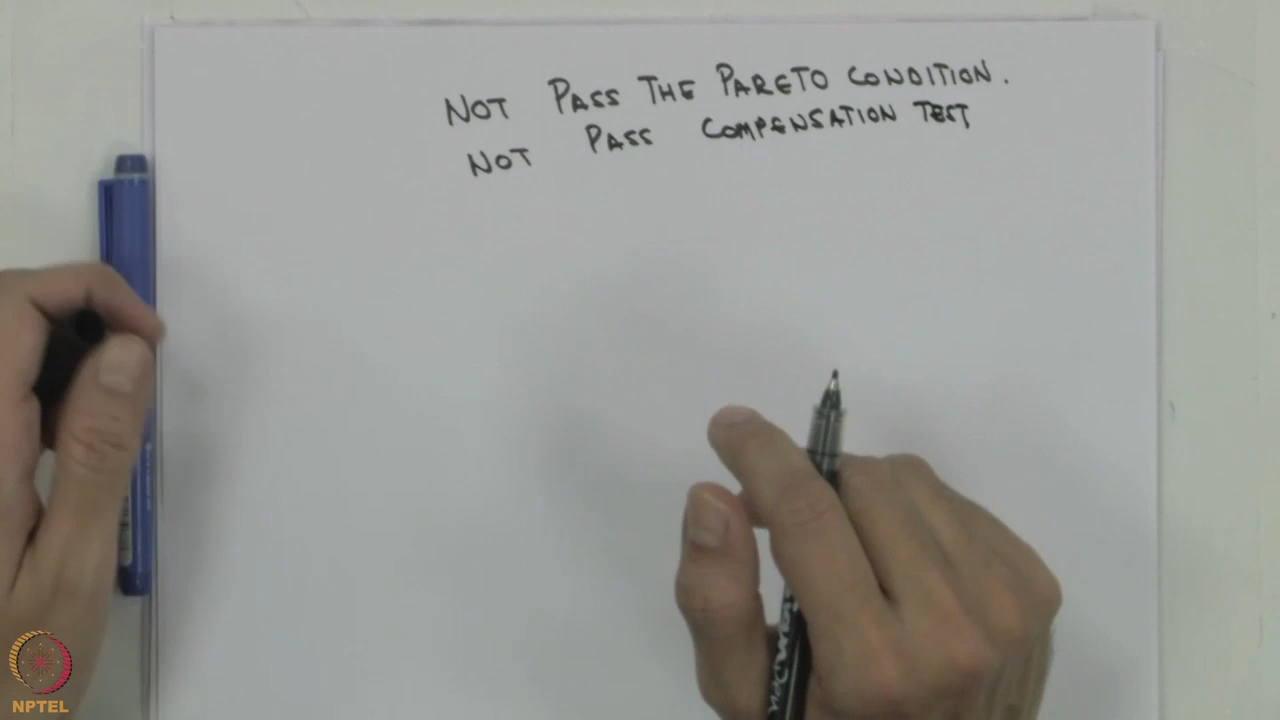 NOT PASS THE PARETO CONDITION.
NOT PASS COMPENSATION TEST
NPTEL